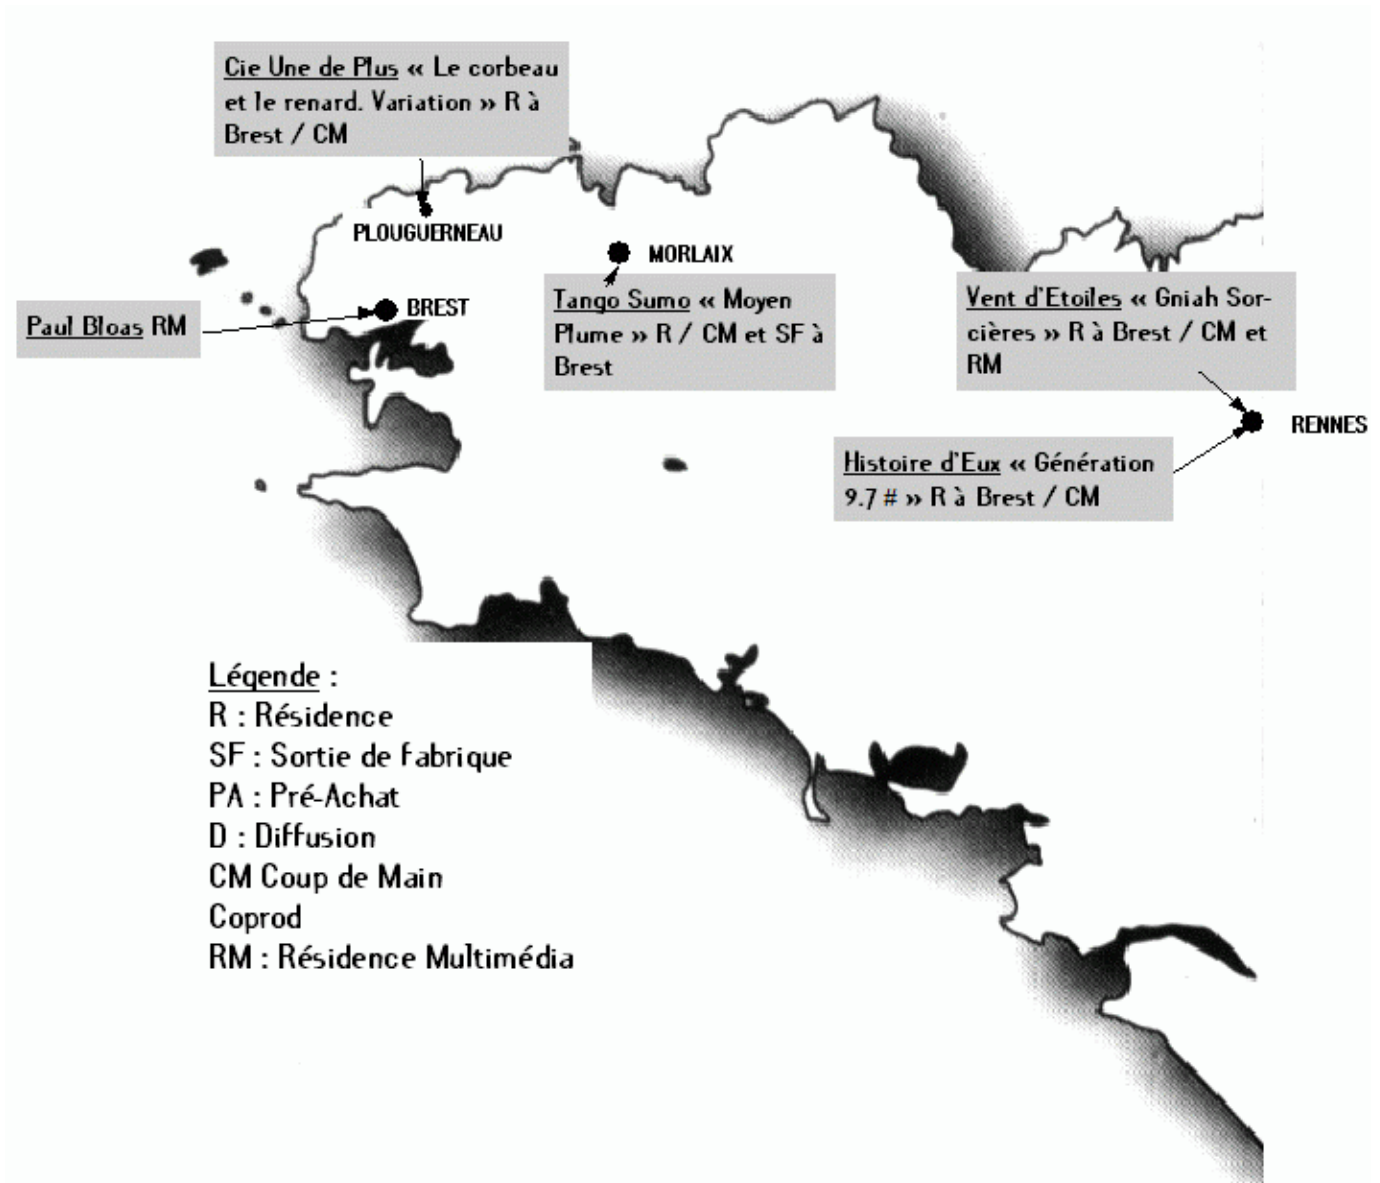 Cie Une de Plus « Le corbeau
et le renard. Variation » R à
Brest / CM
PLOUGUERNEAU
MORLAIX
BREST
Paul Bloas RM
Tango Sumo « Moyen
Plume » R / CM et SF à
Brest
Vent d'Etoiles « Gniah Sor-
cières » R à Brest / CM et
RM
RENNES
Histoire d'Eux « Génération
9.7 # » R à Brest / CM
Légende :
R : Résidence
SF : Sortie de Fabrique
PA : Pré-Achat
D : Diffusion
CM Coup de Main
Coprod
RM : Résidence Multimédia